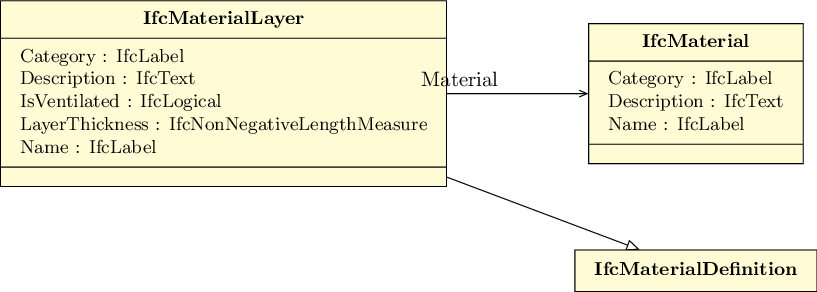 IfcMaterialLayer
Category : IfcLabel
Description : IfcText
IsVentilated : IfcLogical
LayerThickness : IfcNonNegativeLengthMeasure
Name : IfcLabel
Material
IfcMaterial
Category : IfcLabel
Description : IfcText
Name : IfcLabel
IfcMaterialDefinition